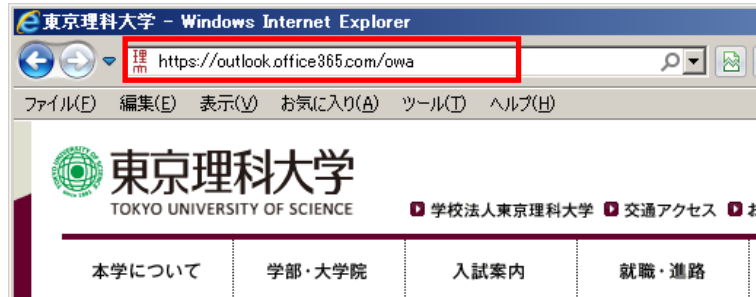 東京理科大学 - Windows Internet Explorer
https://outlook.office365.com/owa
ファイル(F) 編集(E) 表示(V) お気に入り(A) ツール(T) ヘルプ(H)
東京理科大学
TOKYO UNIVERSITY OF SCIENCE
学校法人東京理科大学 交通アクセス お
本学について 学部・大学院 入試案内 就職・進路